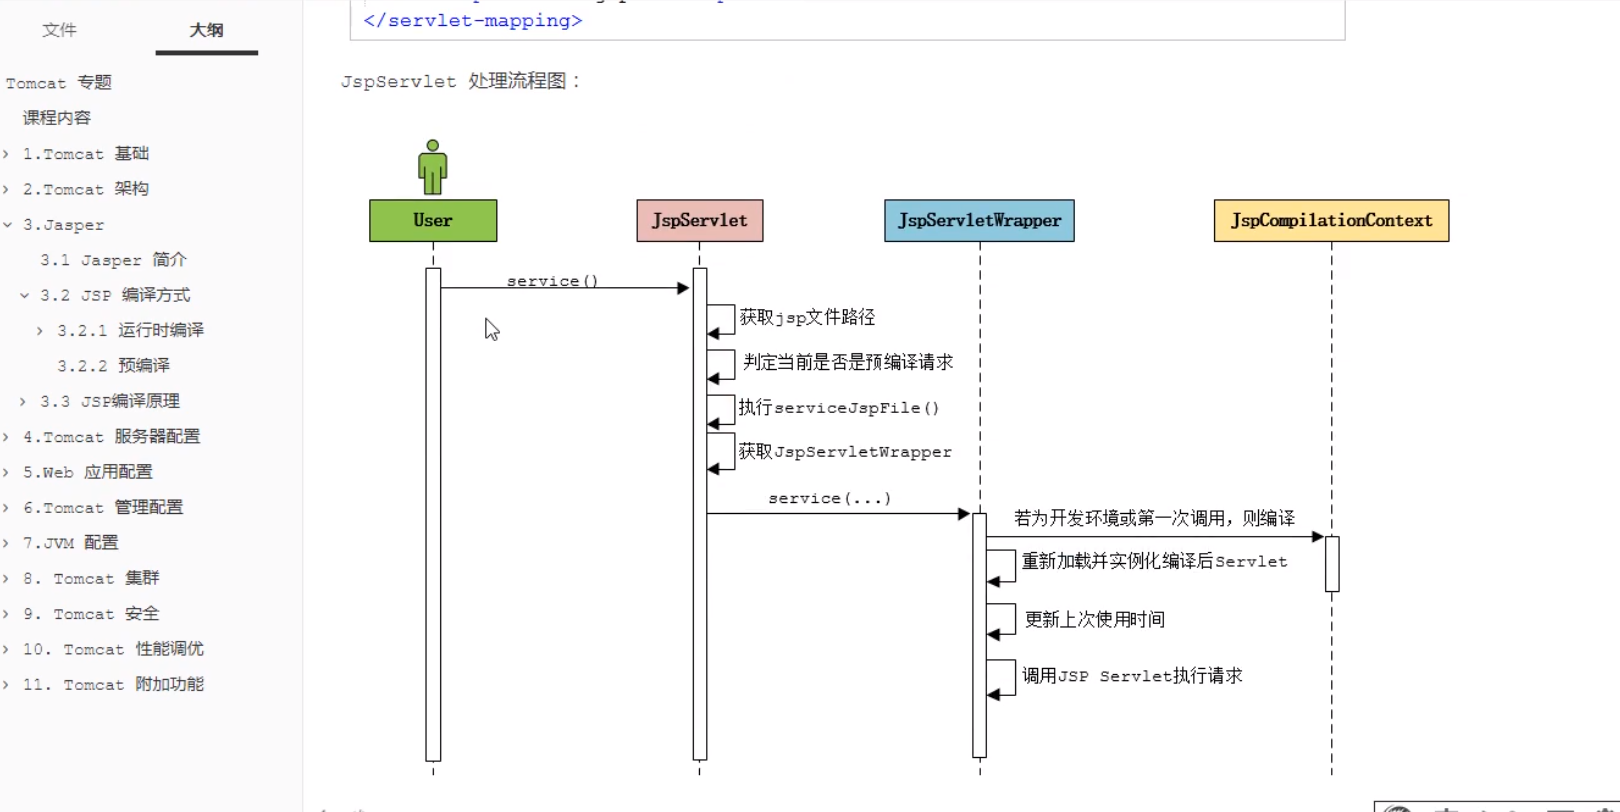 文件
大纲
Tomcat 专题
课程内容
1.Tomcat 基础
2.Tomcat 架构
3.Jasper
3.1 Jasper 简介
3.2 JSP 编译方式
3.2.1 运行时编译
3.2.2 预编译
3.3 JSP编译原理
4.Tomcat 服务器配置
5.Web 应用配置
6.Tomcat 管理配置
7.JVM 配置
8. Tomcat 集群
9. Tomcat 安全
10. Tomcat 性能调优
11. Tomcat 附加功能
</servlet-mapping>
JspServlet 处理流程图：
User
JspServlet
JspServletWrapper
JspCompilationContext
service()
获取jsp文件路径
判定当前是否是预编译请求
执行serviceJspFile()
获取JspServletWrapper
service(...)
若为开发环境或第一次调用，则编译
重新加载并实例化编译后Servlet
更新上次使用时间
调用JSP Servlet执行请求